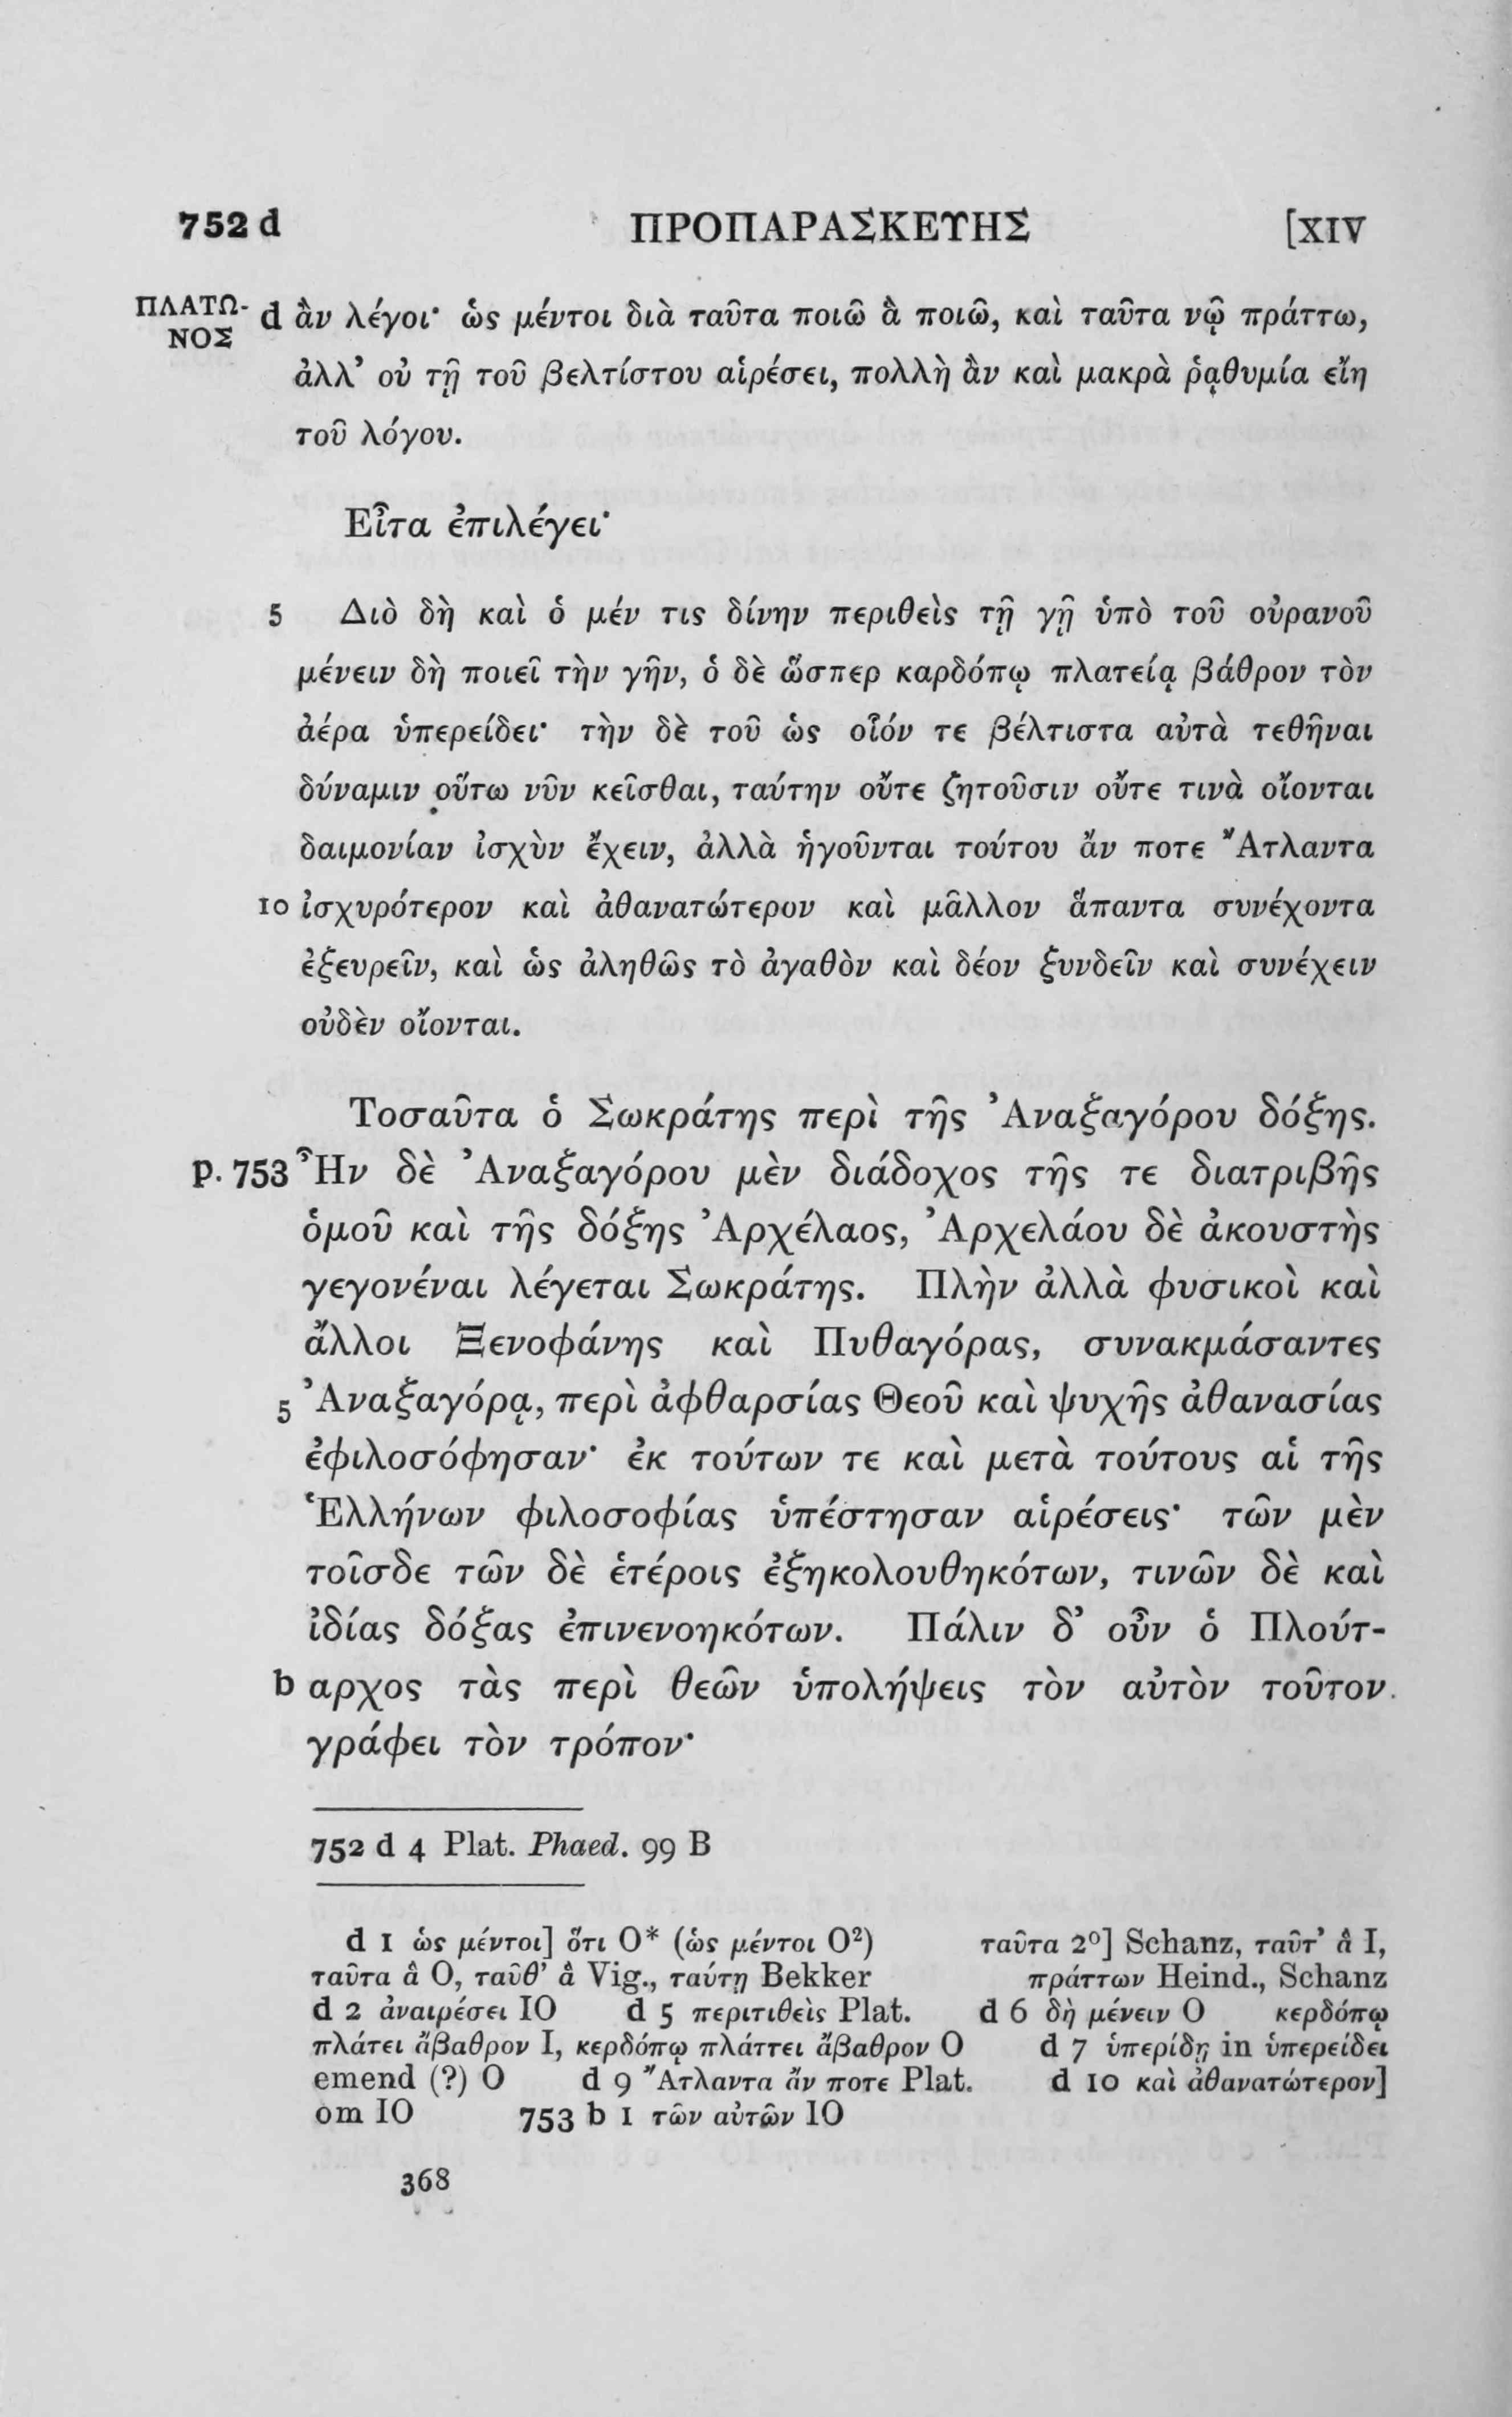 752 d ΠΡΟΠΑΡΑΣΚΕΥΗΣ [XIV
ΠΛΑΤΩ- d ἂν λέγοι· ὡς μέντοι διὰ ταῦτα ποιῶ ἃ ποιῶ, καὶ ταῦτα νῷ πράττω,
ΝΟΣ
ἀλλ’ οὐ τῇ τοῦ βελτίστου αἱρέσει, πολλὴ ἂν καὶ μακρὰ ῥᾳθυμία εἴη
τοῦ λόγου.
Εἶτα ἐπιλέγει·
5 Διὸ δὴ καὶ ὁ μέν τις δίνην περιθεὶς τῇ γῇ ὑπὸ τοῦ οὐρανοῦ
μένειν δὴ ποιεῖ τὴν γῆν, ὁ δὲ ὥσπερ καρδόπῳ πλατείᾳ βάθρον τὸν
ἀέρα ὑπερείδει· τὴν δὲ τοῦ ὡς οἷόν τε βέλτιστα αὐτὰ τεθῆναι
δύναμιν οὕτω νῦν κεῖσθαι, ταύτην οὔτε ζητοῦσιν οὔτε τινὰ οἴονται
δαιμονίαν ἰσχὺν ἔχειν, ἀλλὰ ἡγοῦνται τούτου ἄν ποτε Ἄτλαντα
10 ἰσχυρότερον καὶ ἀθανατώτερον καὶ μᾶλλον ἅπαντα συνέχοντα
ἐξευρεῖν, καὶ ὡς ἀληθῶς τὸ ἀγαθὸν καὶ δέον ξυνδεῖν καὶ συνέχειν
οὐδὲν οἴονται.
Τοσαῦτα ὁ Σωκράτης περὶ τῆς Ἀναξαγόρου δόξης.
p. 753 Ἦν δὲ Ἀναξαγόρου μὲν διάδοχος τῆς τε διατριβῆς
ὁμοῦ καὶ τῆς δόξης Ἀρχέλαος, Ἀρχελάου δὲ ἀκουστὴς
γεγονέναι λέγεται Σωκράτης. Πλὴν ἀλλὰ φυσικοὶ καὶ
ἄλλοι Ξενοφάνης καὶ Πυθαγόρας, συνακμάσαντες
5 Ἀναξαγόρᾳ, περὶ ἀφθαρσίας Θεοῦ καὶ ψυχῆς ἀθανασίας
ἐφιλοσόφησαν· ἐκ τούτων τε καὶ μετὰ τούτους αἱ τῆς
Ἑλλήνων φιλοσοφίας ὑπέστησαν αἱρέσεις· τῶν μὲν
τοῖσδε τῶν δὲ ἑτέροις ἐξηκολουθηκότων, τινῶν δὲ καὶ
ἰδίας δόξας ἐπινενοηκότων. Πάλιν δ’ οὖν ὁ Πλούτ-
b αρχος τὰς περὶ θεῶν ὑπολήψεις τὸν αὐτὸν τοῦτον
γράφει τὸν τρόπον·
752 d 4 Plat. Phaed. 99 B
d 1 ὡς μέντοι] ὅτι O* (ὡς μέντοι O²) ταῦτα 2⁰] Schanz, ταῦτ’ ἃ I,
ταῦτα ἃ O, ταῦθ’ ἃ Vig., ταύτῃ Bekker πράττων Heind., Schanz
d 2 ἀναιρέσει IO d 5 περιτιθεὶς Plat. d 6 δὴ μένειν O κερδόπῳ
πλάτει ἄβαθρον I, κερδόπῳ πλάττει ἄβαθρον O d 7 ὑπερίδῃ in ὑπερείδει
emend (?) O d 9 Ἄτλαντα ἄν ποτε Plat. d 10 καὶ ἀθανατώτερον]
om IO 753 b 1 τῶν αὐτῶν IO
368